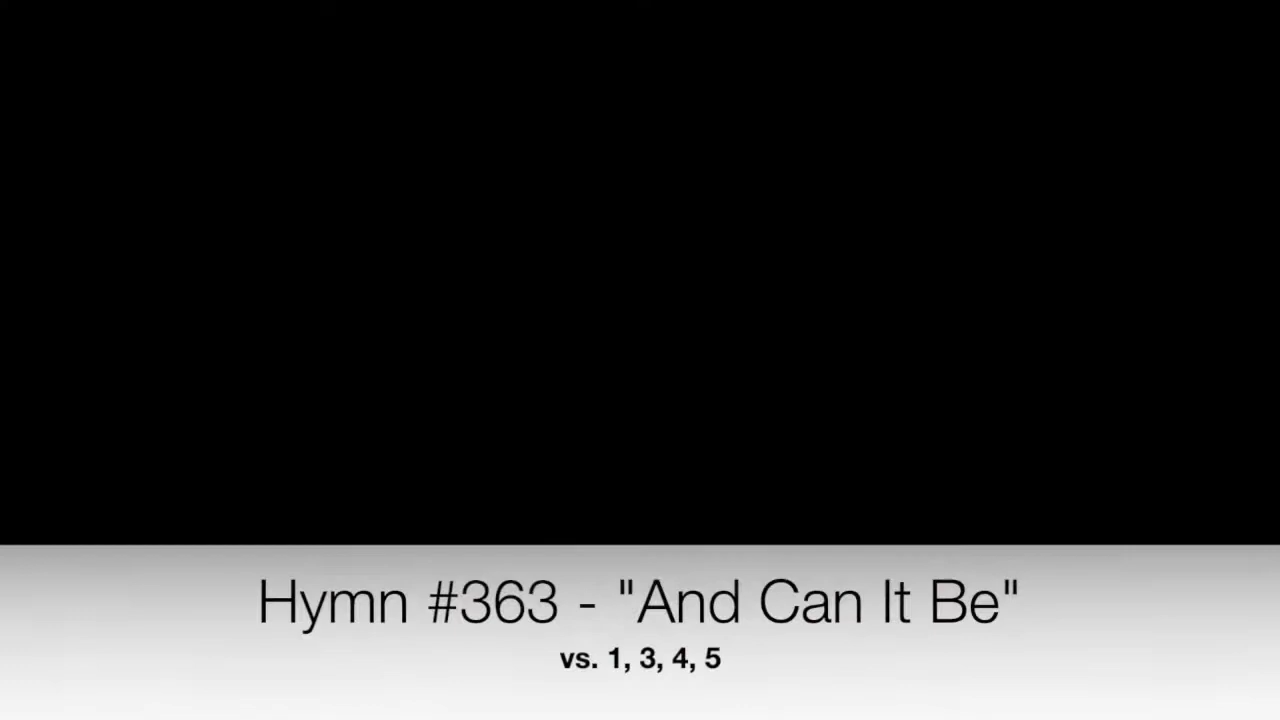 Hymn #363 - "And Can It Be"
vs. 1, 3, 4, 5